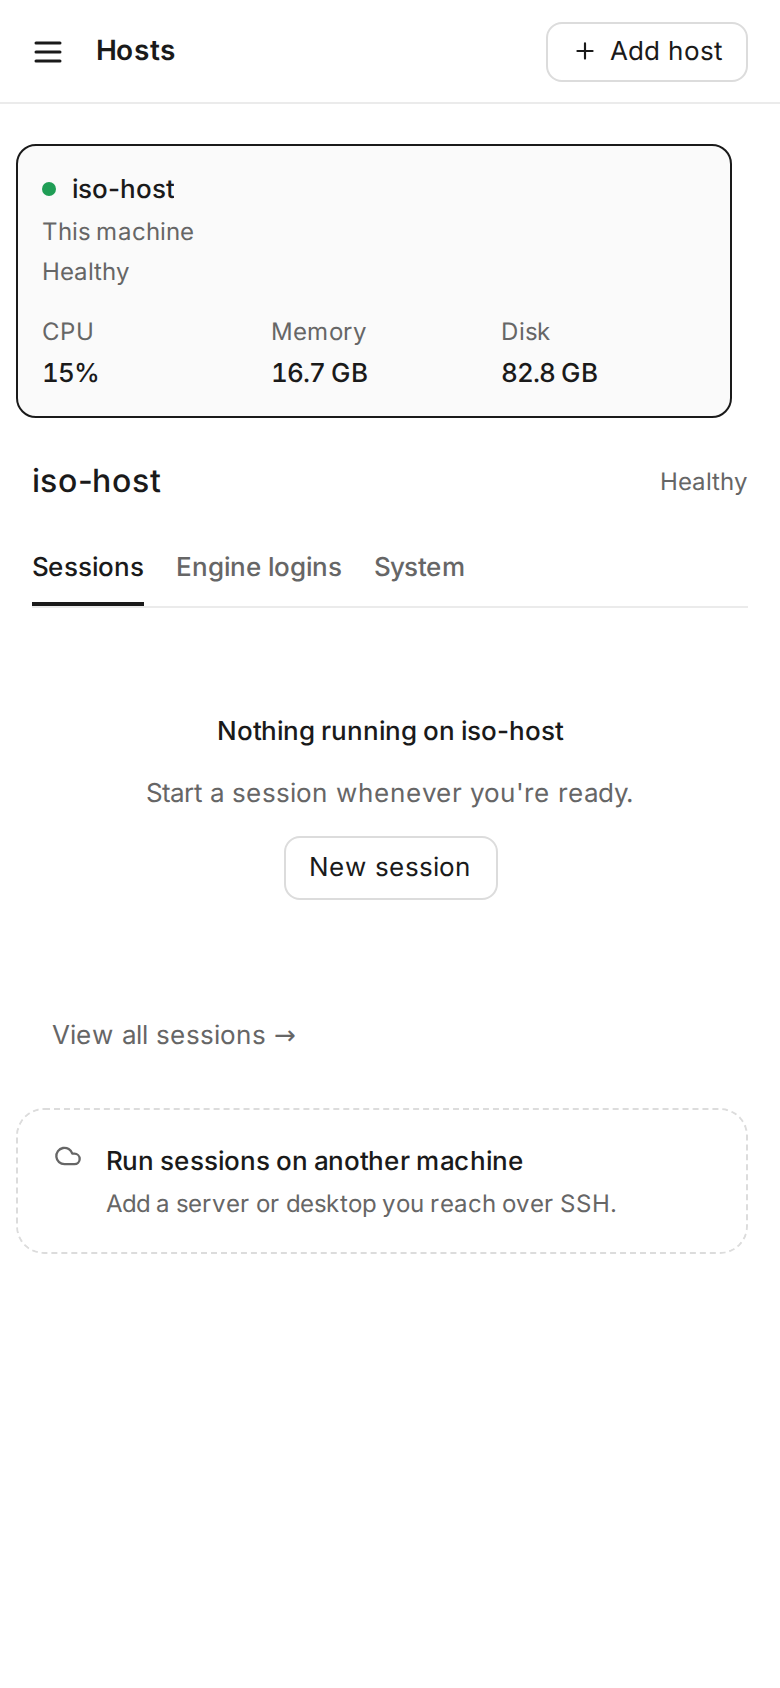 Hosts
+ Add host
iso-host
This machine
Healthy
CPU Memory Disk
15% 16.7 GB 82.8 GB
iso-host Healthy
Sessions Engine logins System
Nothing running on iso-host
Start a session whenever you're ready.
New session
View all sessions →
Run sessions on another machine
Add a server or desktop you reach over SSH.